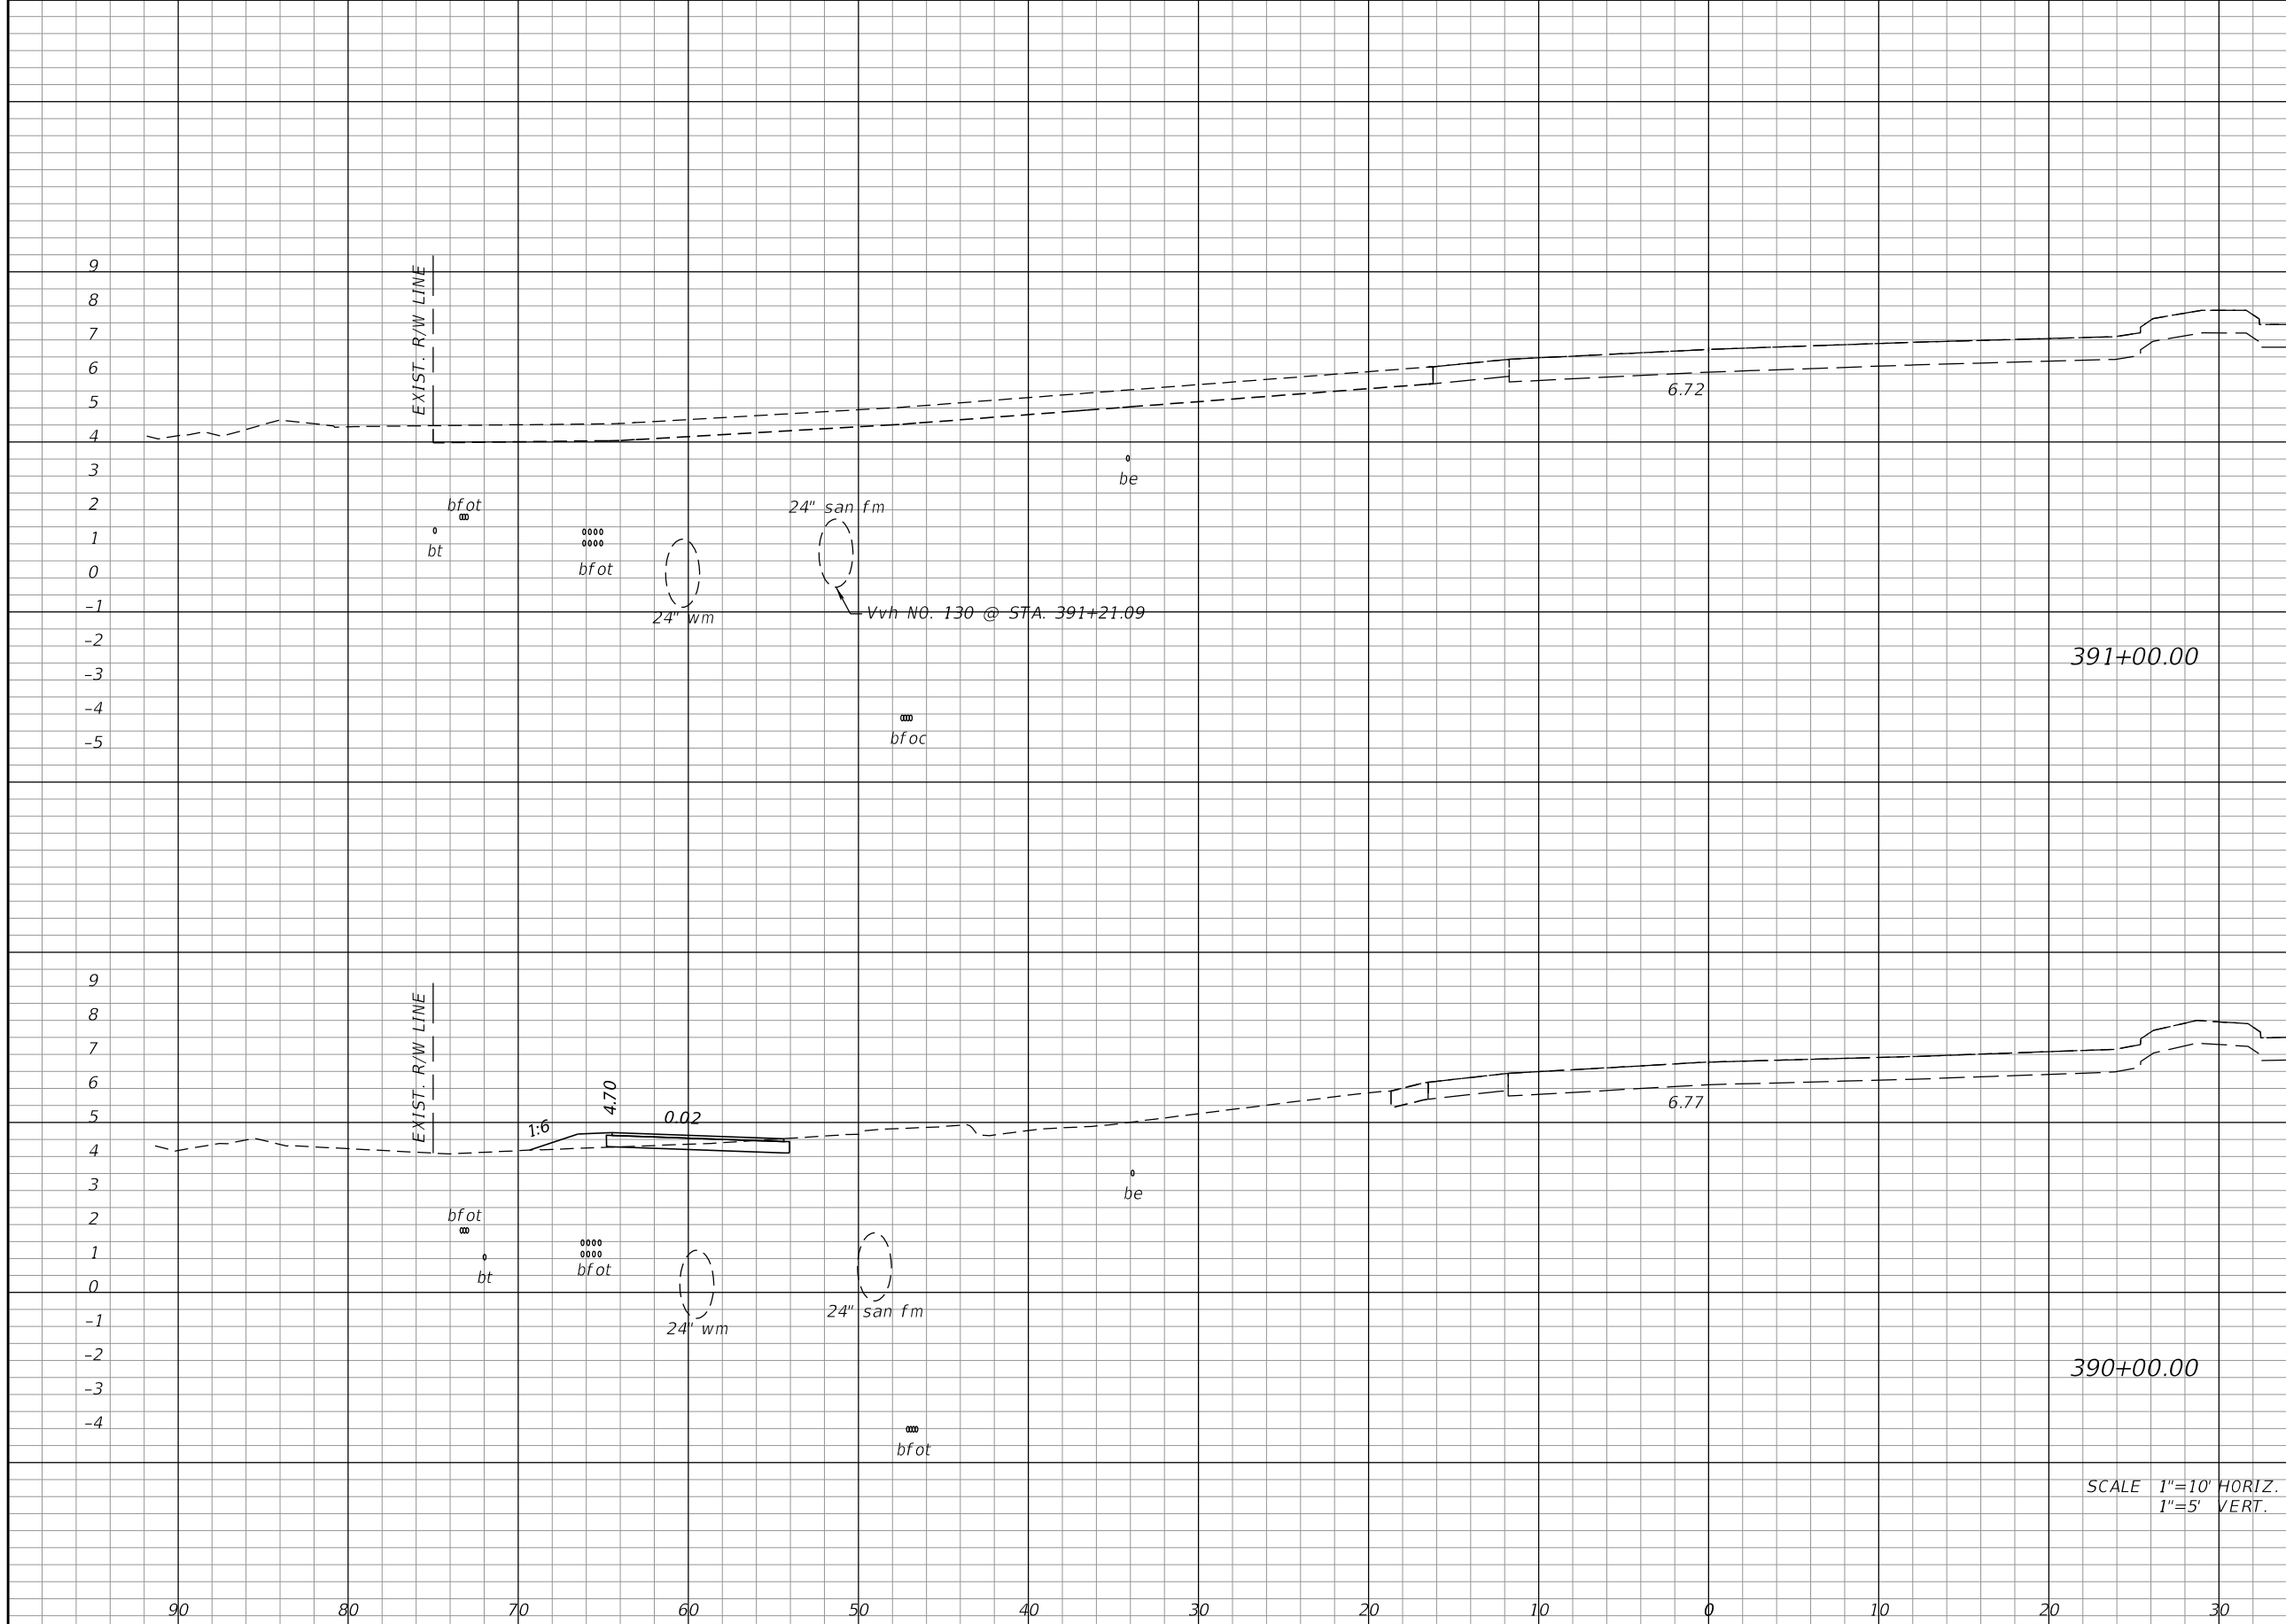 9
8
EXIST. R/W LINE
7
6
6.72
5
4
3
be
2
bfot
24" san fm
1
bt
bfot
0
-1
24" wm
Vvh NO. 130 @ STA. 391+21.09
-2
391+00.00
-3
-4
-5
bfoc
9
8
EXIST. R/W LINE
7
6
4.70
6.77
5
1:6
0.02
4
3
be
2
bfot
1
bt
bfot
0
-1
24" san fm
24" wm
-2
390+00.00
-3
-4
bfot
SCALE 1"=10' HORIZ.
1"=5' VERT.
90 80 70 60 50 40 30 20 10 0 10 20 30